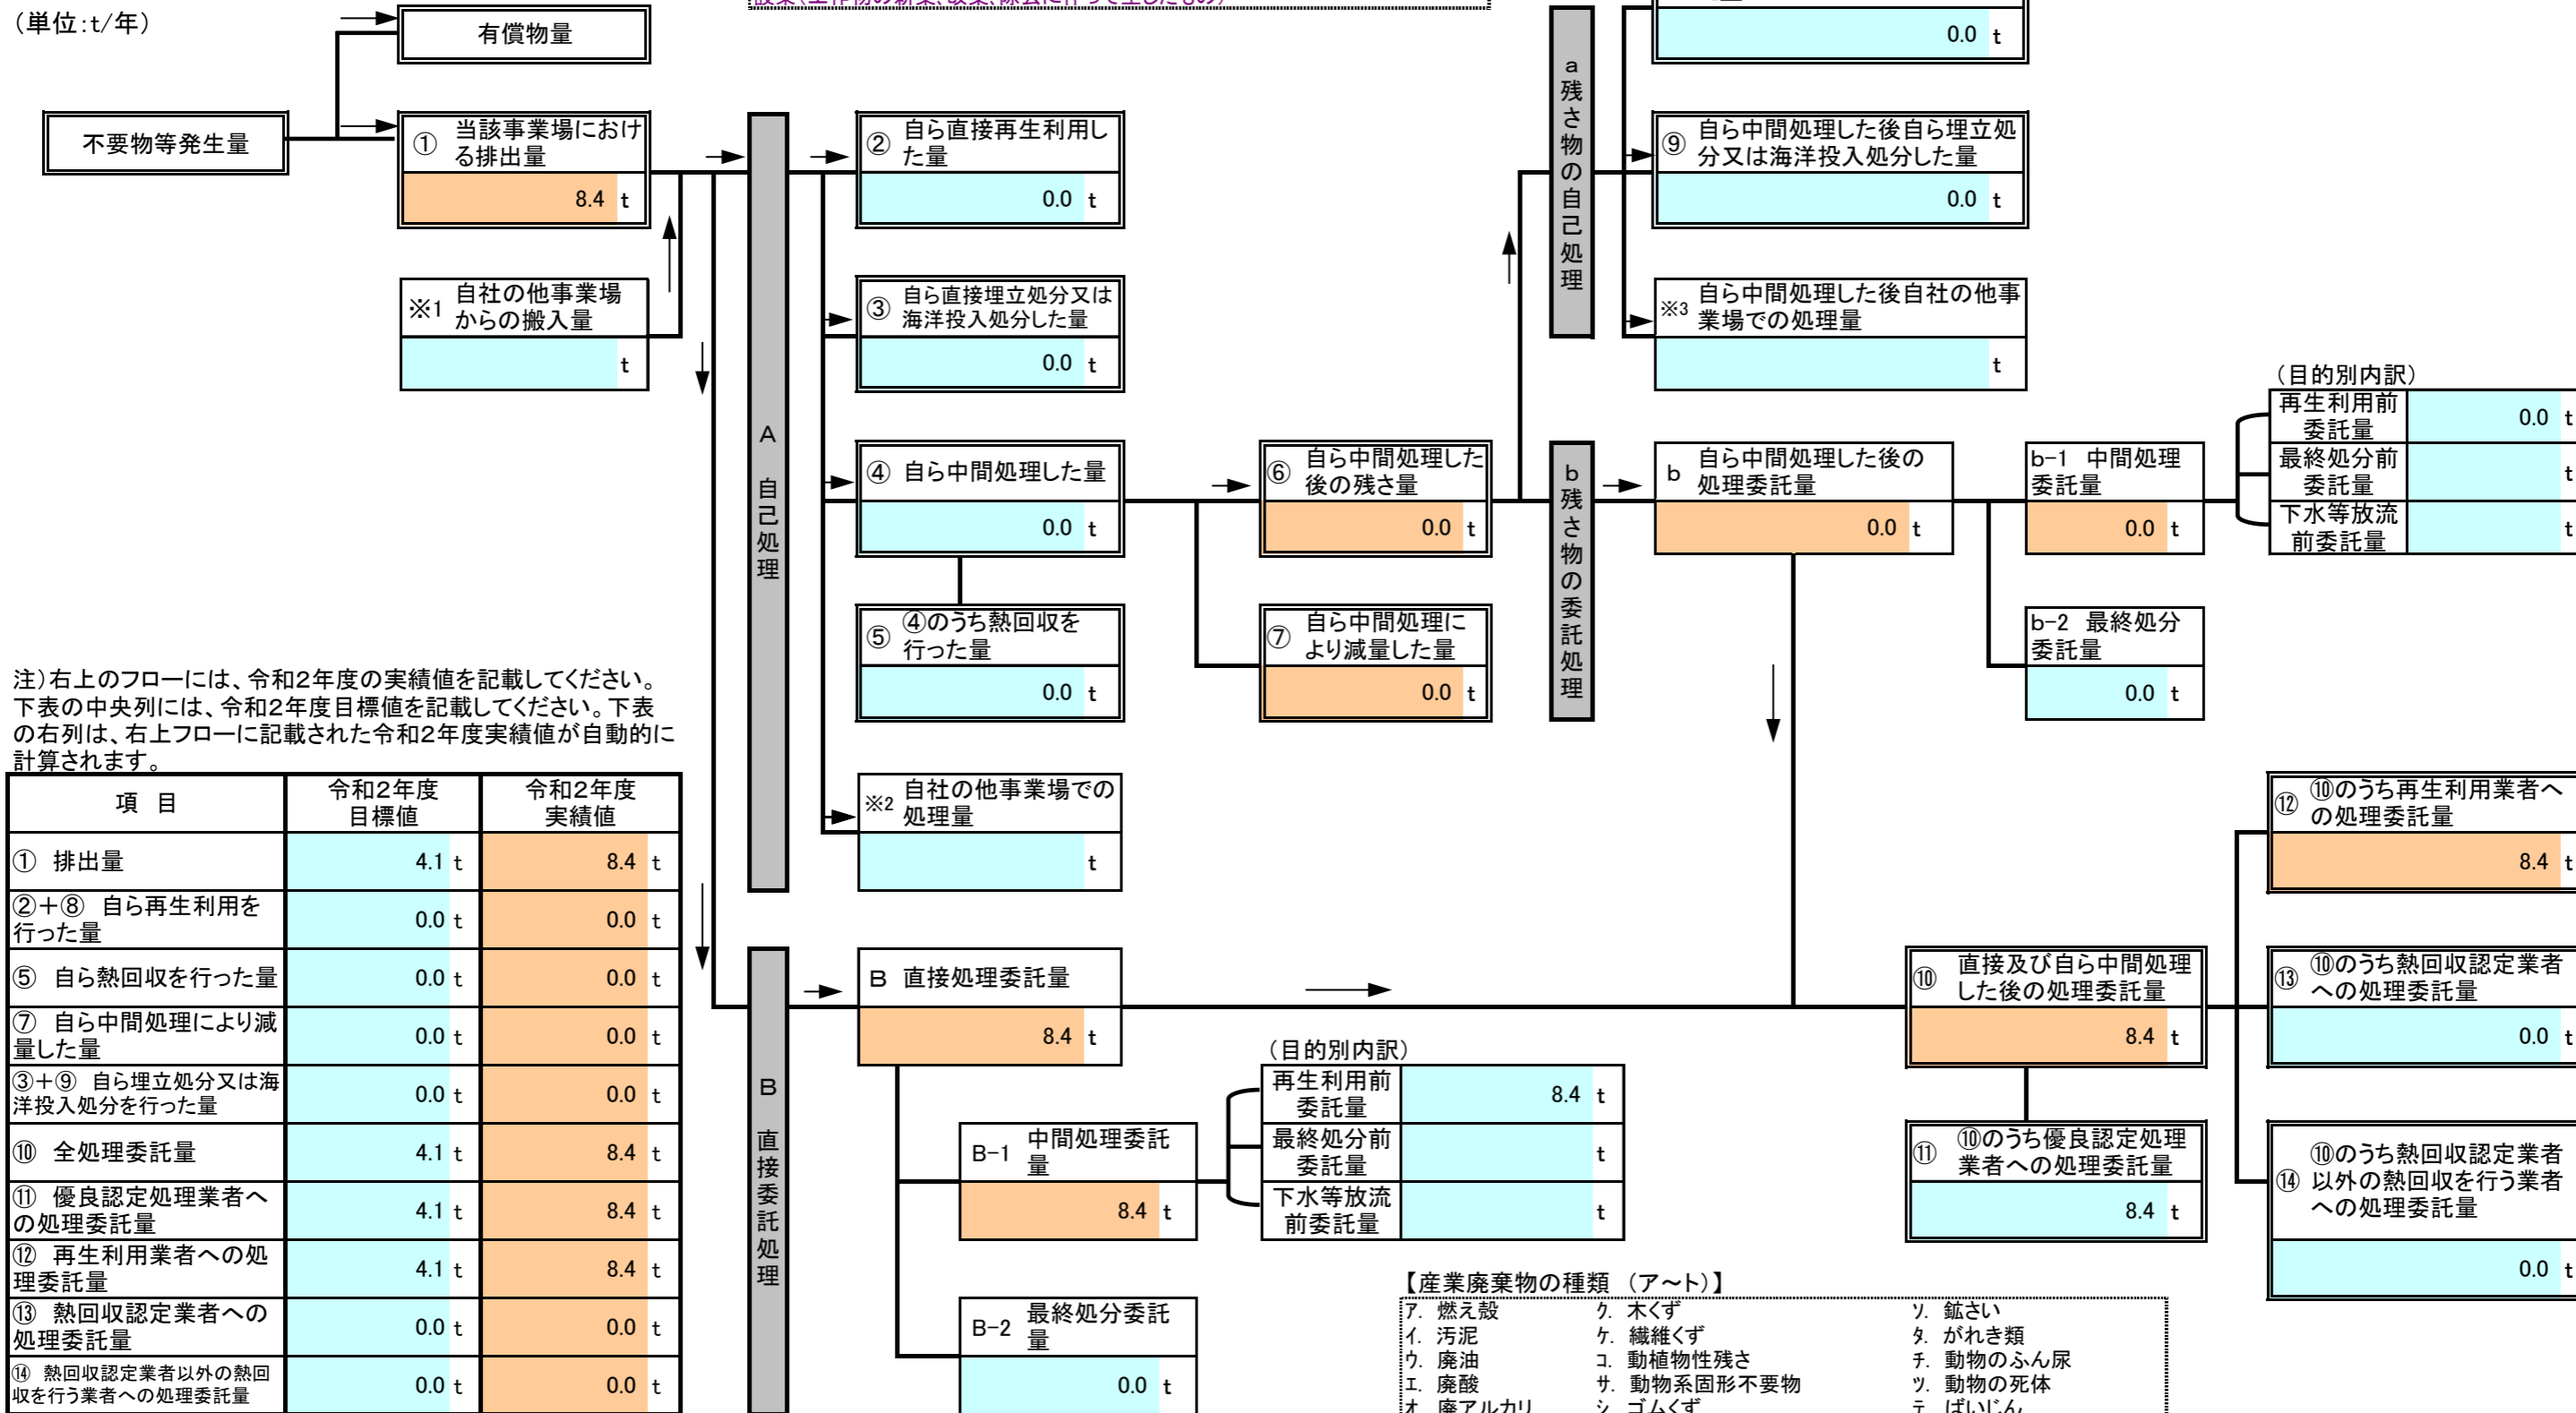 (単位:t/年)
有償物量
不要物等発生量
① 当該事業場におけ
る排出量
8.4 t
※1 自社の他事業場
からの搬入量
t
A 自己処理
② 自ら直接再生利用し
た量
0.0 t
③ 自ら直接埋立処分又は
海洋投入処分した量
0.0 t
④ 自ら中間処理した量
0.0 t
⑤ ④のうち熱回収を
行った量
0.0 t
※2 自社の他事業場での
処理量
t
⑥ 自ら中間処理した
後の残さ量
0.0 t
⑦ 自ら中間処理に
より減量した量
0.0 t
a 残さ物の自己処理
0.0 t
⑨ 自ら中間処理した後自ら埋立処
分又は海洋投入処分した量
0.0 t
※3 自ら中間処理した後自社の他事
業場での処理量
t
b 残さ物の委託処理
b 自ら中間処理した後の
処理委託量
0.0 t
b-1 中間処理
委託量
0.0 t
(目的別内訳)
再生利用前
委託量
0.0 t
最終処分前
委託量
t
下水等放流
前委託量
t
b-2 最終処分
委託量
0.0 t
注)右上のフローには、令和2年度の実績値を記載してください。
下表の中央列には、令和2年度目標値を記載してください。下表
の右列は、右上フローに記載された令和2年度実績値が自動的に
計算されます。
項 目 令和2年度 令和2年度
目標値 実績値
① 排出量 4.1 t 8.4 t
②+⑧ 自ら再生利用を
行った量 0.0 t 0.0 t
⑤ 自ら熱回収を行った量 0.0 t 0.0 t
⑦ 自ら中間処理により減
量した量 0.0 t 0.0 t
③+⑨ 自ら埋立処分又は海
洋投入処分を行った量 0.0 t 0.0 t
⑩ 全処理委託量 4.1 t 8.4 t
⑪ 優良認定処理業者へ
の処理委託量 4.1 t 8.4 t
⑫ 再生利用業者への処
理委託量 4.1 t 8.4 t
⑬ 熱回収認定業者への
処理委託量 0.0 t 0.0 t
⑭ 熱回収認定業者以外の熱回
収を行う業者への処理委託量 0.0 t 0.0 t
B 直接委託処理
B 直接処理委託量
8.4 t
B-1 中間処理委託
量
8.4 t
(目的別内訳)
再生利用前
委託量
8.4 t
最終処分前
委託量
t
下水等放流
前委託量
t
B-2 最終処分委託
量
0.0 t
⑩ 直接及び自ら中間処理
した後の処理委託量
8.4 t
⑪ ⑩のうち優良認定処理
業者への処理委託量
8.4 t
⑫ ⑩のうち再生利用業者へ
の処理委託量
8.4 t
⑬ ⑩のうち熱回収認定業者
への処理委託量
0.0 t
⑭ ⑩のうち熱回収認定業者
以外の熱回収を行う業者
への処理委託量
0.0 t
【産業廃棄物の種類 (ア~ト)】
ア. 燃え殻 ク. 木くず ソ. 鉱さい
イ. 汚泥 ケ. 繊維くず タ. がれき類
ウ. 廃油 コ. 動植物性残さ チ. 動物のふん尿
エ. 廃酸 サ. 動物系固形不要物 ツ. 動物の死体
オ. 廃アルカリ シ. ゴムくず テ. ばいじん